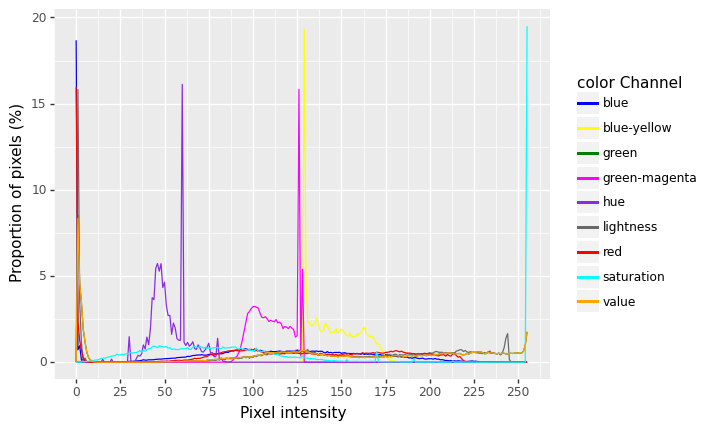 20
15
10
5
0
Proportion of pixels (%)
0 25 50 75 100 125 150 175 200 225 250
Pixel intensity
color Channel
blue
blue-yellow
green
green-magenta
hue
lightness
red
saturation
value